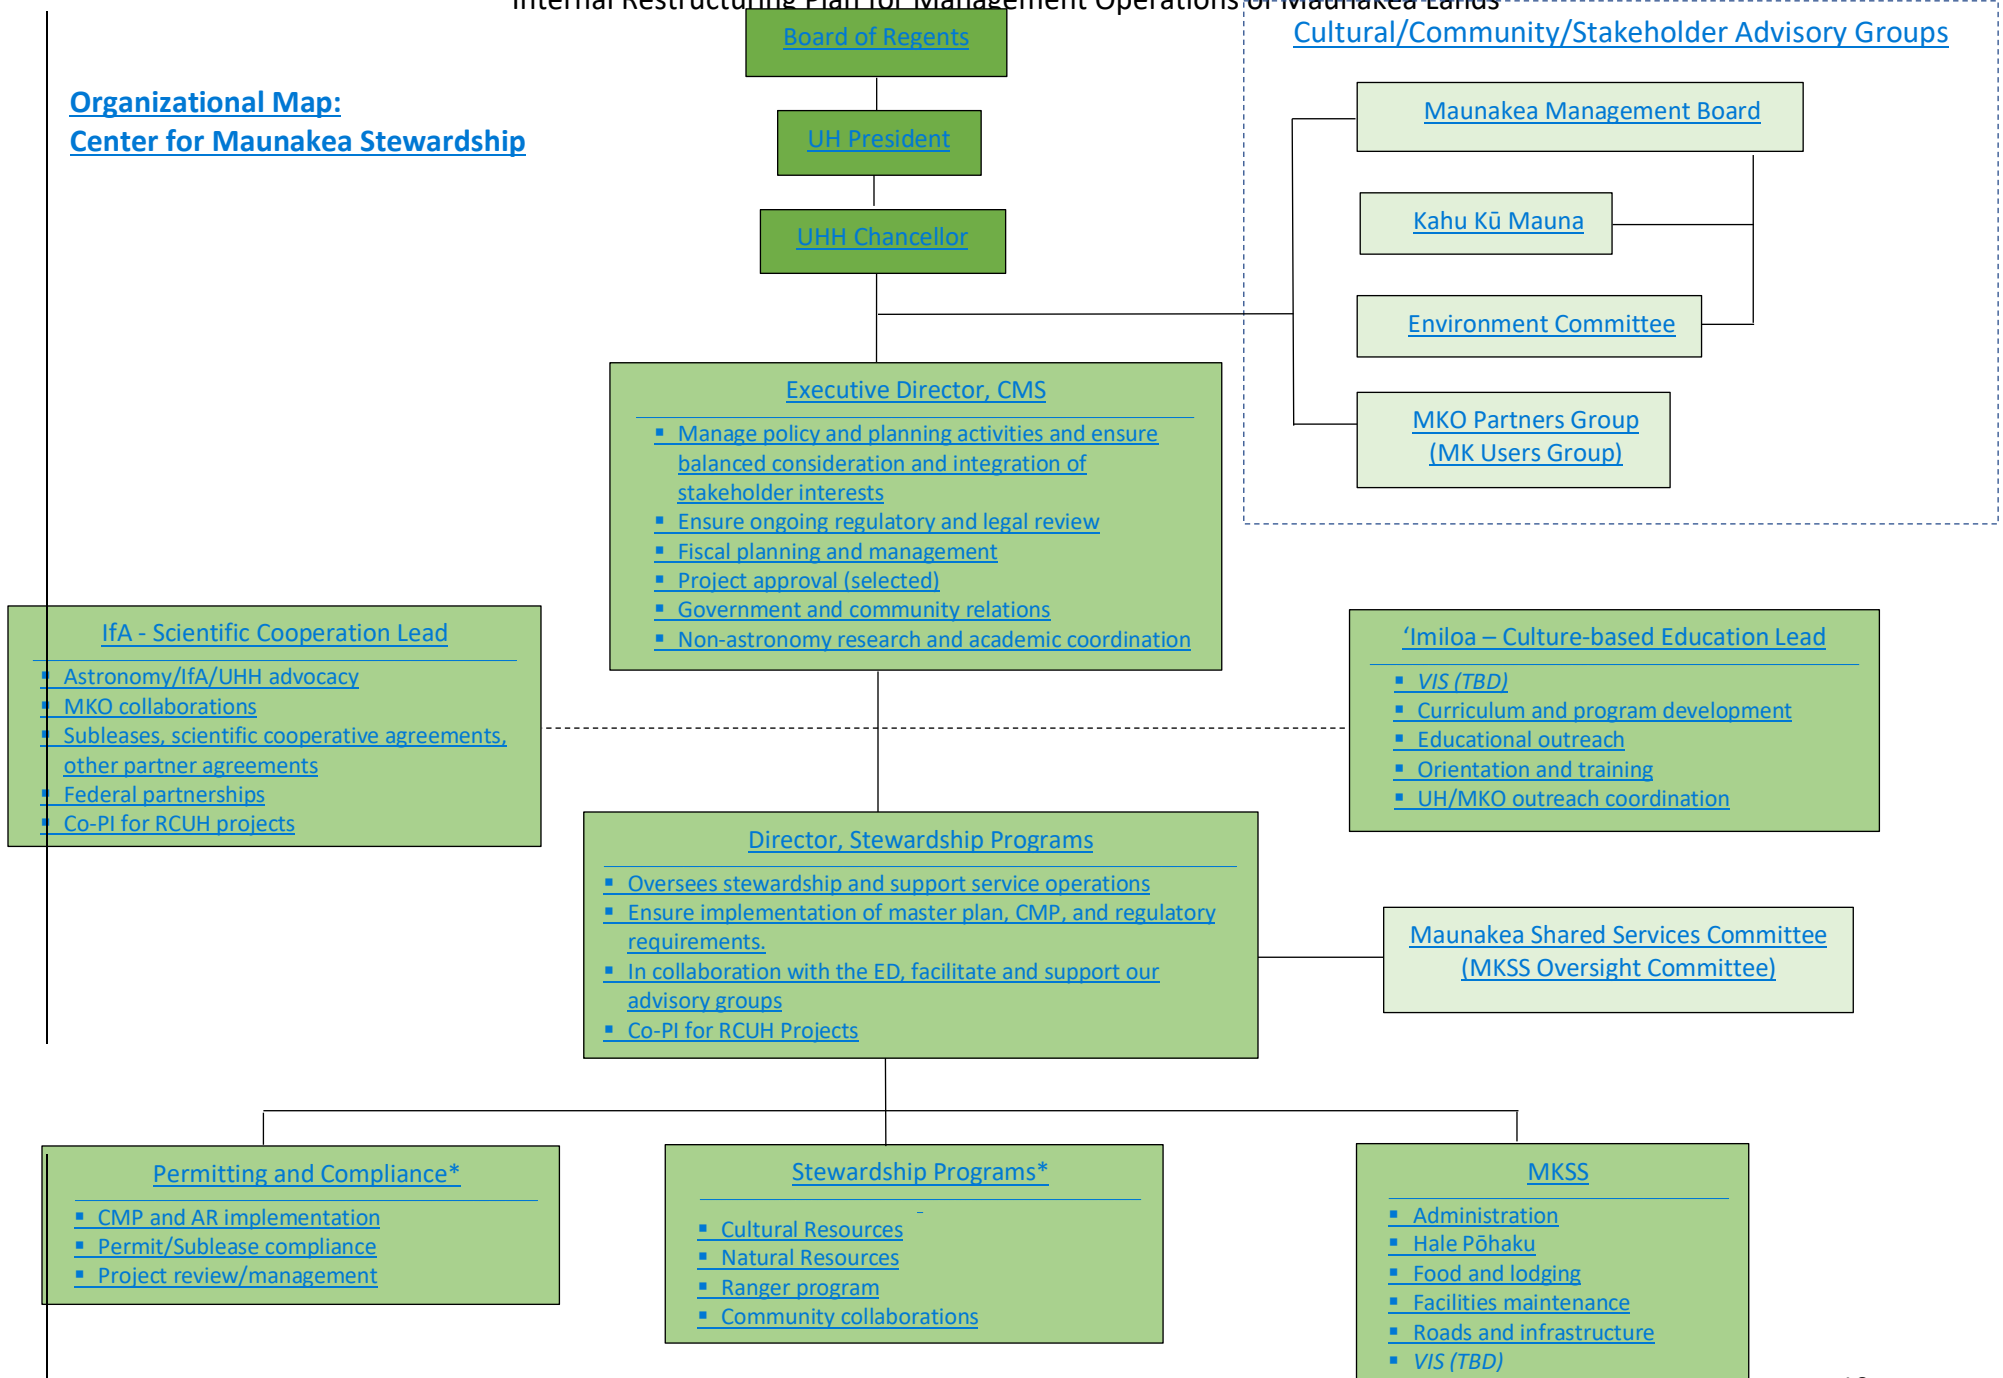 Internal Restructuring Plan for Management Operations of Maunakea Lands
Organizational Map:
Center for Maunakea Stewardship
Board of Regents
UH President
UHH Chancellor
Cultural/Community/Stakeholder Advisory Groups
Maunakea Management Board
Kahu Kū Mauna
Environment Committee
MKO Partners Group
(MK Users Group)
Executive Director, CMS
▪ Manage policy and planning activities and ensure
balanced consideration and integration of
stakeholder interests
▪ Ensure ongoing regulatory and legal review
▪ Fiscal planning and management
▪ Project approval (selected)
▪ Government and community relations
▪ Non-astronomy research and academic coordination
IfA - Scientific Cooperation Lead
▪ Astronomy/IfA/UHH advocacy
▪ MKO collaborations
▪ Subleases, scientific cooperative agreements,
other partner agreements
▪ Federal partnerships
▪ Co-PI for RCUH projects
‘Imiloa – Culture-based Education Lead
▪ VIS (TBD)
▪ Curriculum and program development
▪ Educational outreach
▪ Orientation and training
▪ UH/MKO outreach coordination
Director, Stewardship Programs
▪ Oversees stewardship and support service operations
▪ Ensure implementation of master plan, CMP, and regulatory
requirements.
▪ In collaboration with the ED, facilitate and support our
advisory groups
▪ Co-PI for RCUH Projects
Maunakea Shared Services Committee
(MKSS Oversight Committee)
Permitting and Compliance*
▪ CMP and AR implementation
▪ Permit/Sublease compliance
▪ Project review/management
Stewardship Programs*
▪ Cultural Resources
▪ Natural Resources
▪ Ranger program
▪ Community collaborations
MKSS
▪ Administration
▪ Hale Pōhaku
▪ Food and lodging
▪ Facilities maintenance
▪ Roads and infrastructure
▪ VIS (TBD)